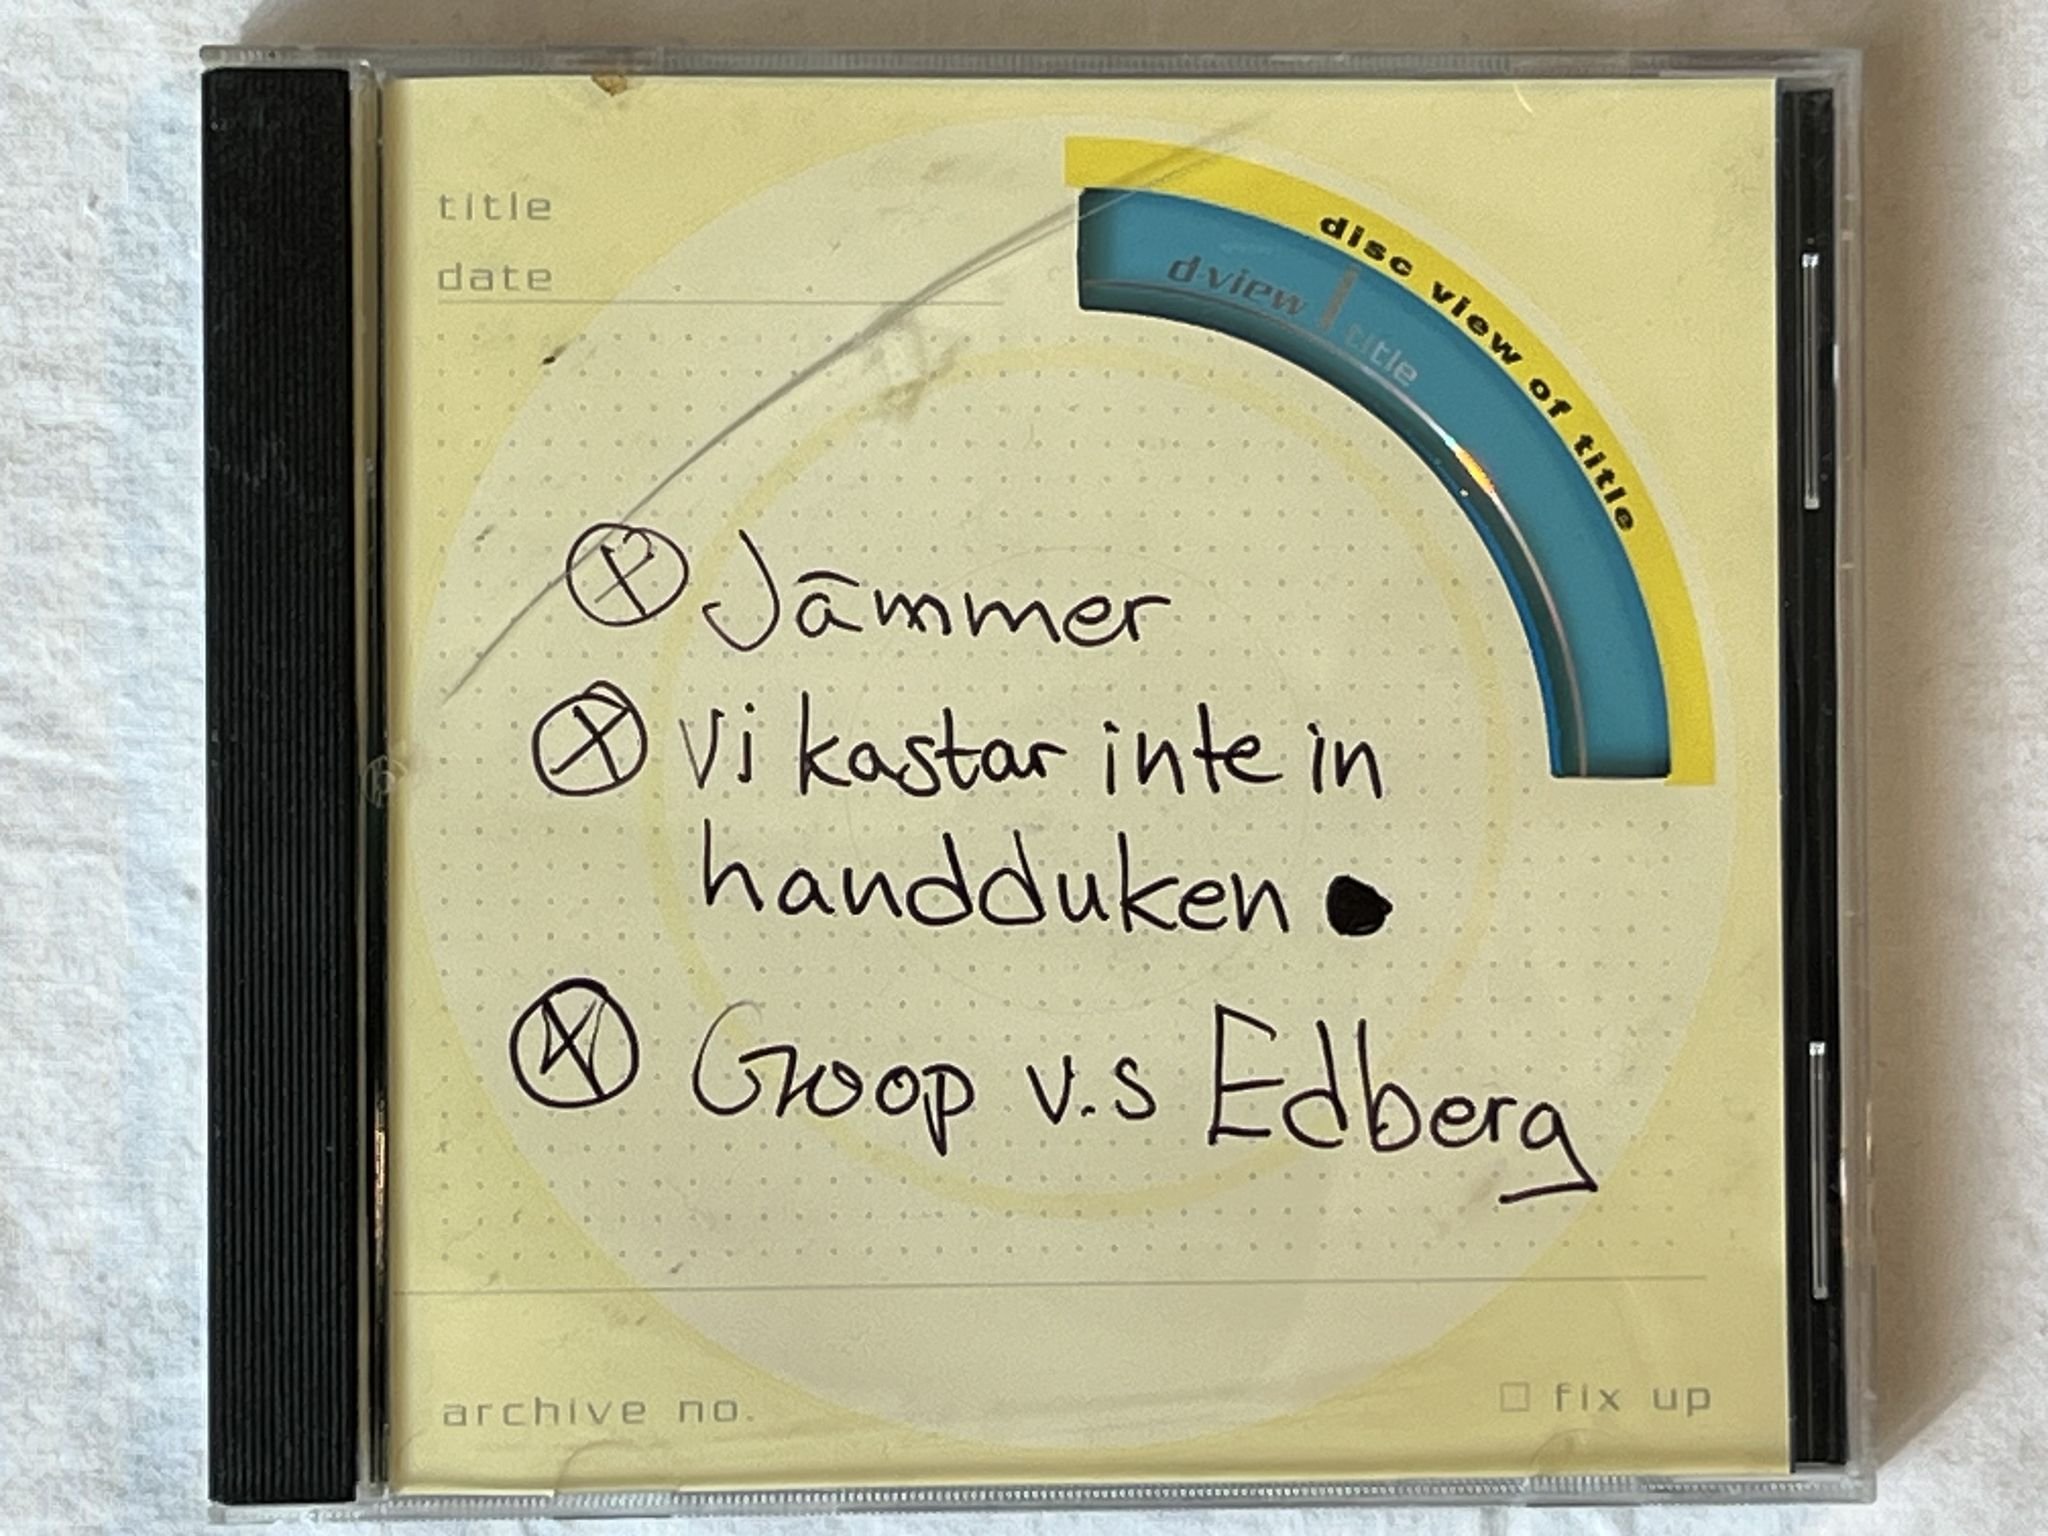 title
date
disc view of title
d·view title
Jämmer
Vi kastar inte in
handduken
Groop v.s Edberg
archive no.
fix up